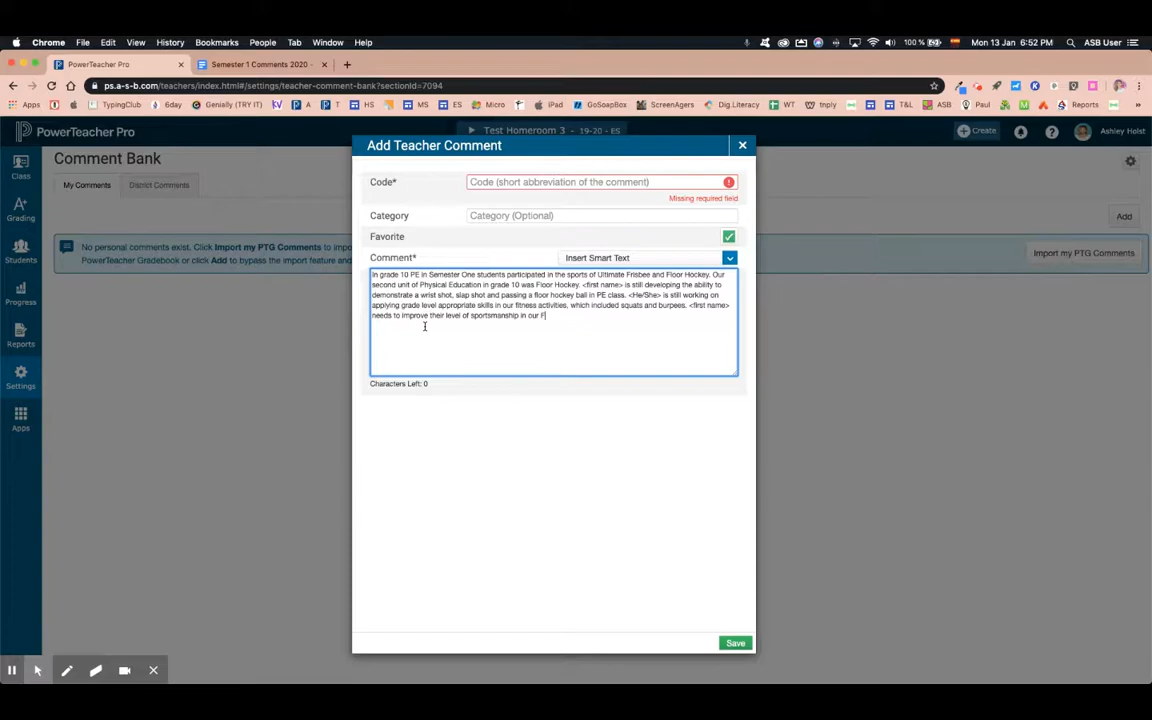 Chrome File Edit View History Bookmarks People Tab Window Help 100 % Mon 13 Jan 6:52 PM ASB User
PowerTeacher Pro × Semester 1 Comments 2020 - × +
ps.a-s-b.com/teachers/index.html#/settings/teacher-comment-bank?sectionId=7094
Apps TypingClub 6day Genially (TRY IT) A T HS MS ES Micro iPad GoSoapBox ScreenAgers Dig.Literacy WT tnply T&L ASB Paul Reports
PowerTeacher Pro Test Homeroom 3 - 19-20 - ES Create Ashley Holst
Comment Bank
My Comments District Comments
Class
Grading
Students
Progress
Reports
Settings
Apps
Add
No personal comments exist. Click Import my PTG Comments to impo
PowerTeacher Gradebook or click Add to bypass the import feature and
Import my PTG Comments
Add Teacher Comment
Code* Code (short abbreviation of the comment)
Missing required field
Category Category (Optional)
Favorite
Comment* Insert Smart Text
In grade 10 PE in Semester One students participated in the sports of Ultimate Frisbee and Floor Hockey. Our
second unit of Physical Education in grade 10 was Floor Hockey. <first name> is still developing the ability to
demonstrate a wrist shot, slap shot and passing a floor hockey ball in PE class. <He/She> is still working on
applying grade level appropriate skills in our fitness activities, which included squats and burpees. <first name>
needs to improve their level of sportsmanship in our F
Characters Left: 0
Save